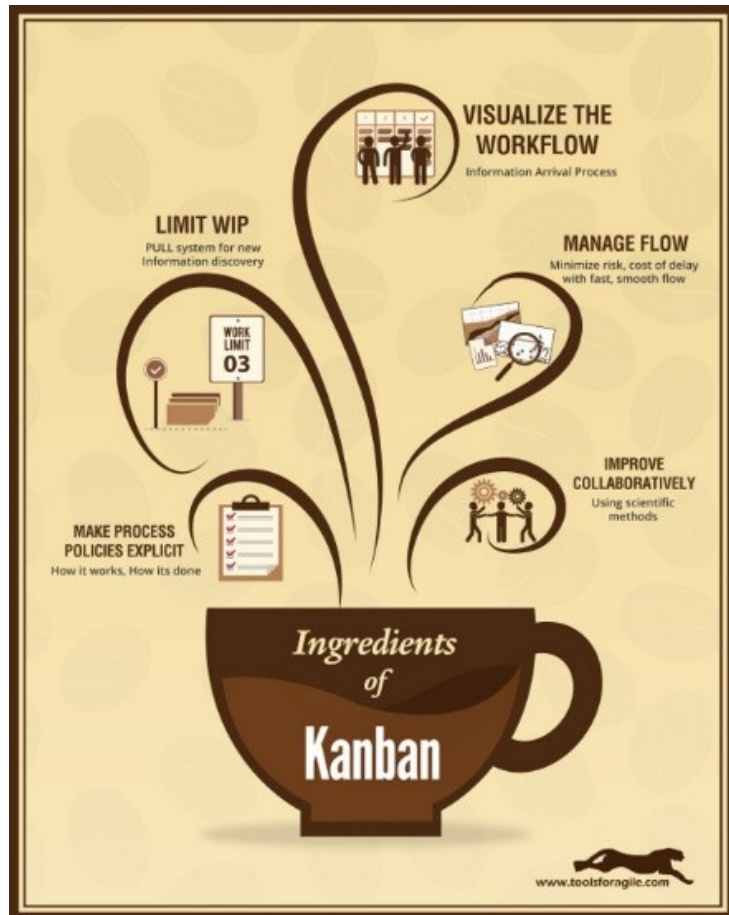 VISUALIZE THE
WORKFLOW
Information Arrival Process
LIMIT WIP
PULL system for new
Information discovery
MANAGE FLOW
Minimize risk, cost of delay
with fast, smooth flow
WORK
LIMIT
03
IMPROVE
COLLABORATIVELY
Using scientific
methods
MAKE PROCESS
POLICIES EXPLICIT
How it works, How its done
Ingredients
of
Kanban
www.toolsforagile.com